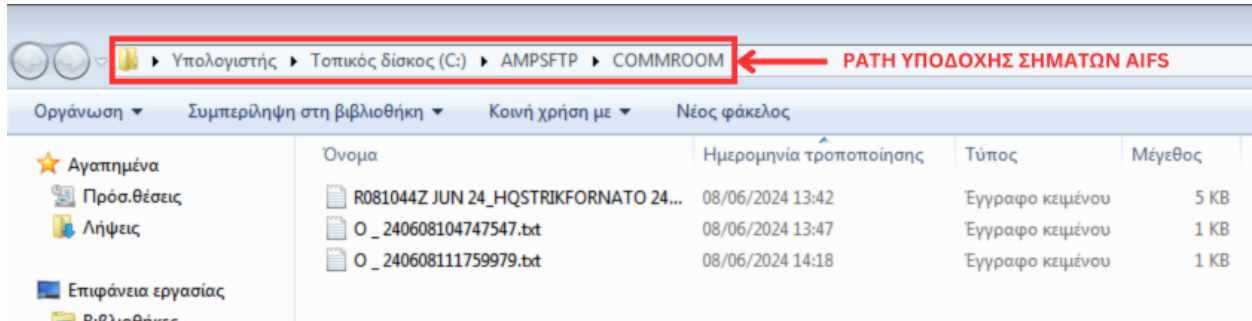 Υπολογιστής ▸ Τοπικός δίσκος (C:) ▸ AMPSFTP ▸ COMMROOM
PATH ΥΠΟΔΟΧΗΣ ΣΗΜΑΤΩΝ AIFS
Οργάνωση Συμπερίληψη στη βιβλιοθήκη Κοινή χρήση με Νέος φάκελος
Όνομα Ημερομηνία τροποποίησης Τύπος Μέγεθος
Αγαπημένα
R081044Z JUN 24_HQSTRIKFORNATO 24... 08/06/2024 13:42 Έγγραφο κειμένου 5 KB
Πρόσ.θέσεις
O _ 240608104747547.txt 08/06/2024 13:47 Έγγραφο κειμένου 1 KB
Λήψεις
O _ 240608111759979.txt 08/06/2024 14:18 Έγγραφο κειμένου 1 KB
Επιφάνεια εργασίας
Βιβλιοθήκες